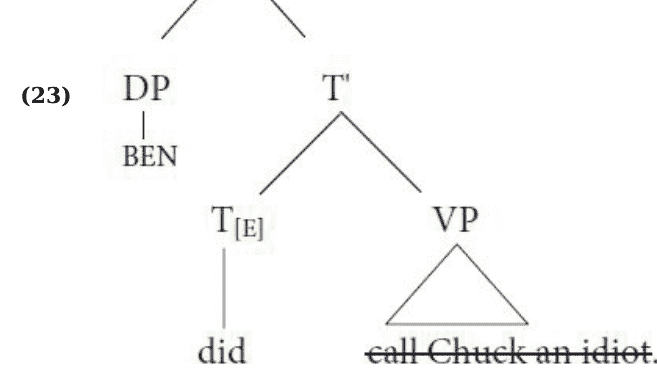 (23) DP T'
BEN
T[E] VP
did call Chuck an idiot.